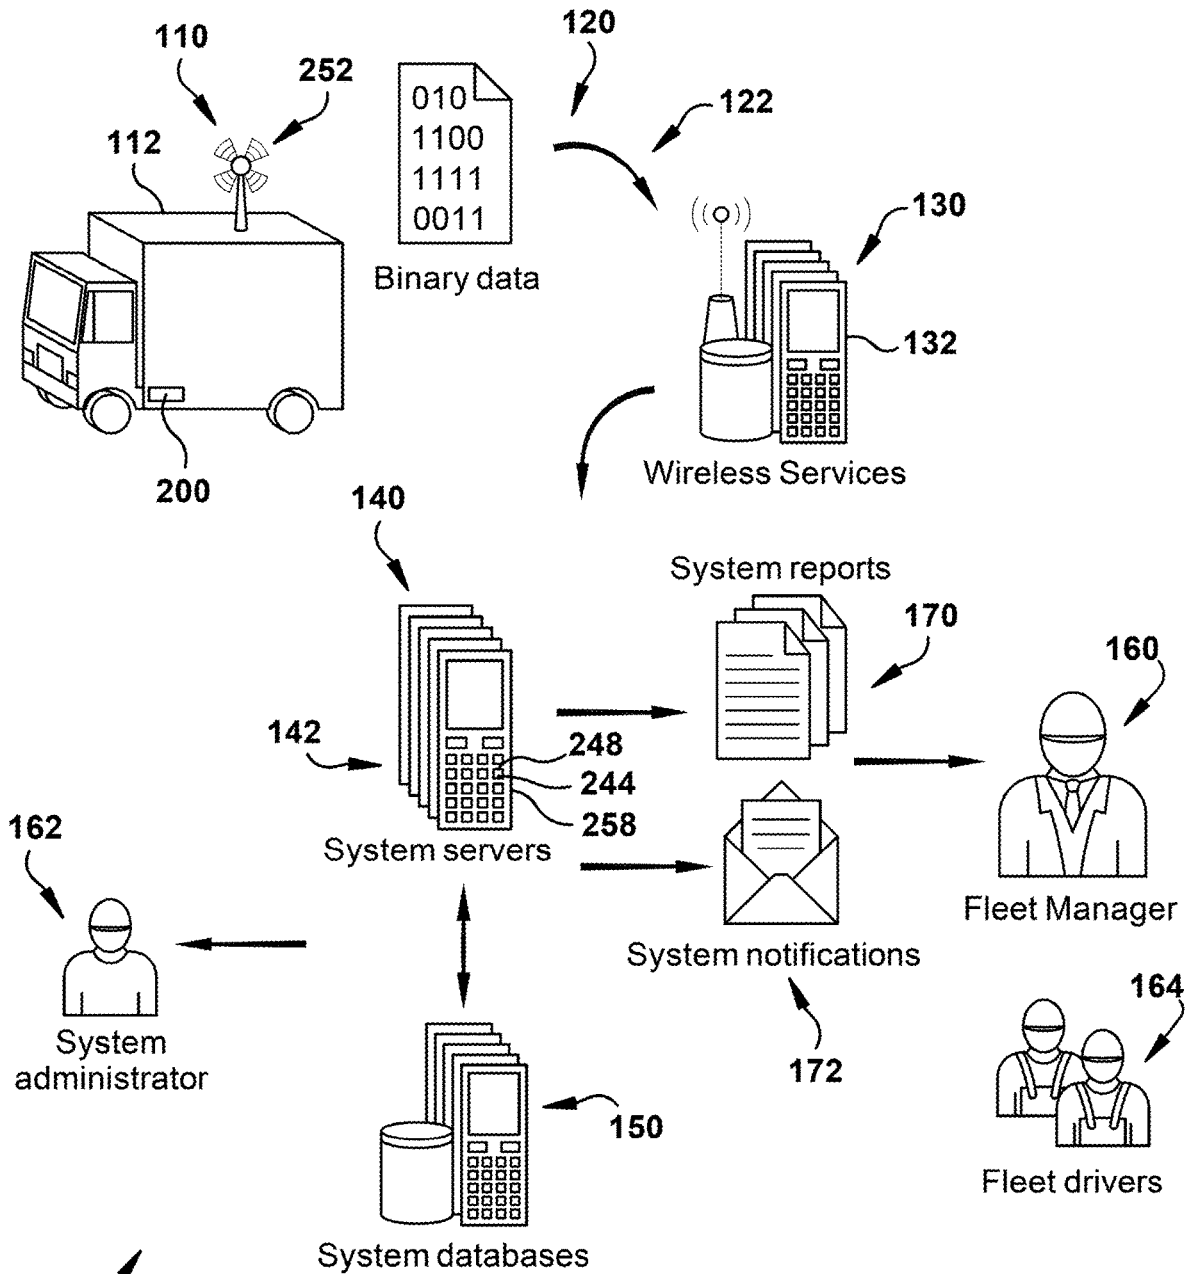 110
120
252
122
112
010
1100
1111
0011
130
Binary data
132
200
Wireless Services
140
System reports
170
160
142
248
244
258
162
System servers
Fleet Manager
System notifications
164
System
administrator
172
150
Fleet drivers
System databases